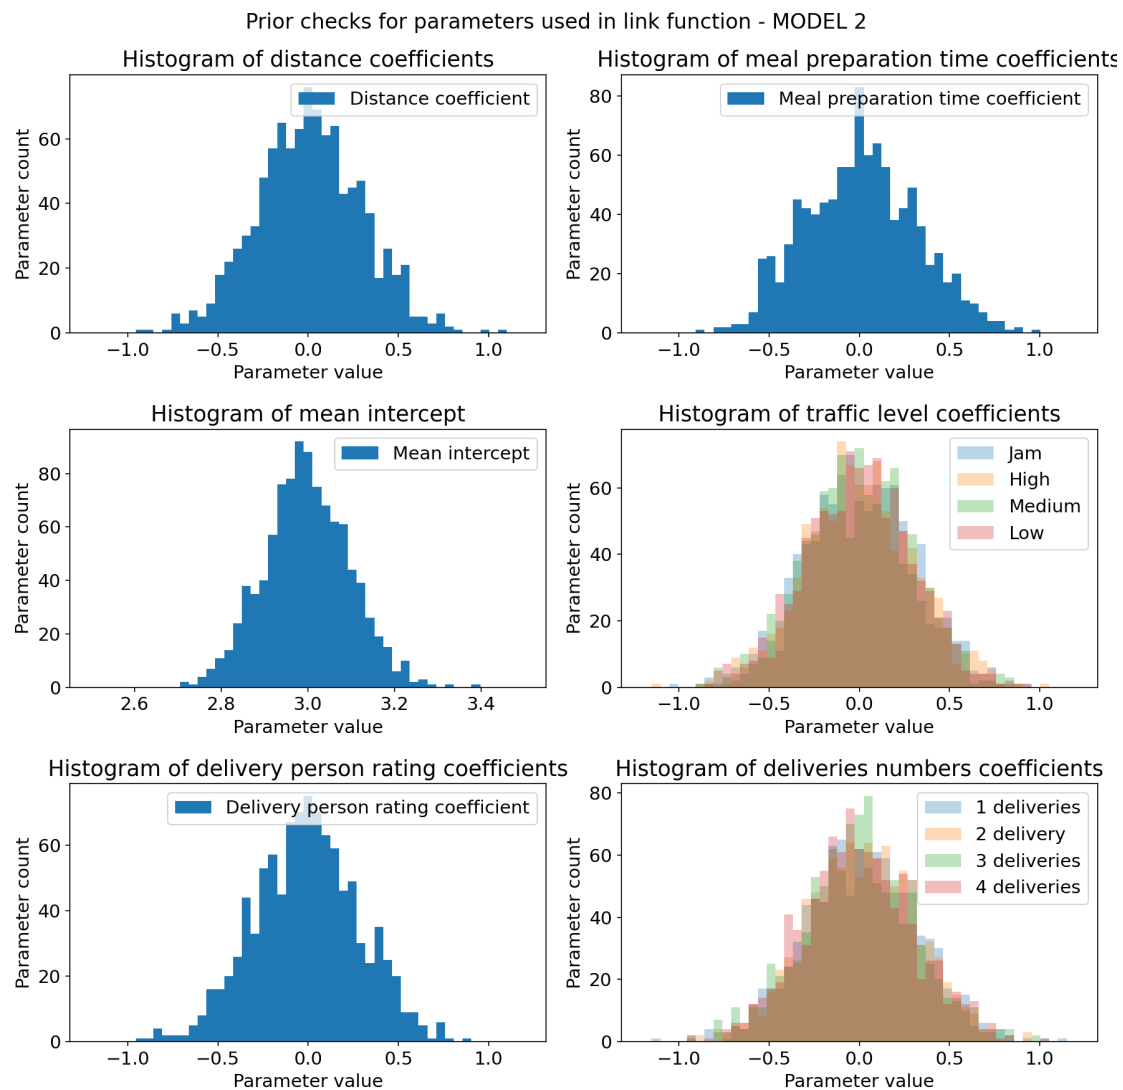 Prior checks for parameters used in link function - MODEL 2
Histogram of distance coefficients
Distance coefficient
Parameter count
60
40
20
0
−1.0 −0.5 0.0 0.5 1.0
Parameter value
Histogram of meal preparation time coefficients
Meal preparation time coefficient
Parameter count
80
60
40
20
0
−1.0 −0.5 0.0 0.5 1.0
Parameter value
Histogram of mean intercept
Mean intercept
Parameter count
80
60
40
20
0
2.6 2.8 3.0 3.2 3.4
Parameter value
Histogram of traffic level coefficients
Jam
High
Medium
Low
Parameter count
60
40
20
0
−1.0 −0.5 0.0 0.5 1.0
Parameter value
Histogram of delivery person rating coefficients
Delivery person rating coefficient
Parameter count
60
40
20
0
−1.0 −0.5 0.0 0.5 1.0
Parameter value
Histogram of deliveries numbers coefficients
1 deliveries
2 delivery
3 deliveries
4 deliveries
Parameter count
80
60
40
20
0
−1.0 −0.5 0.0 0.5 1.0
Parameter value